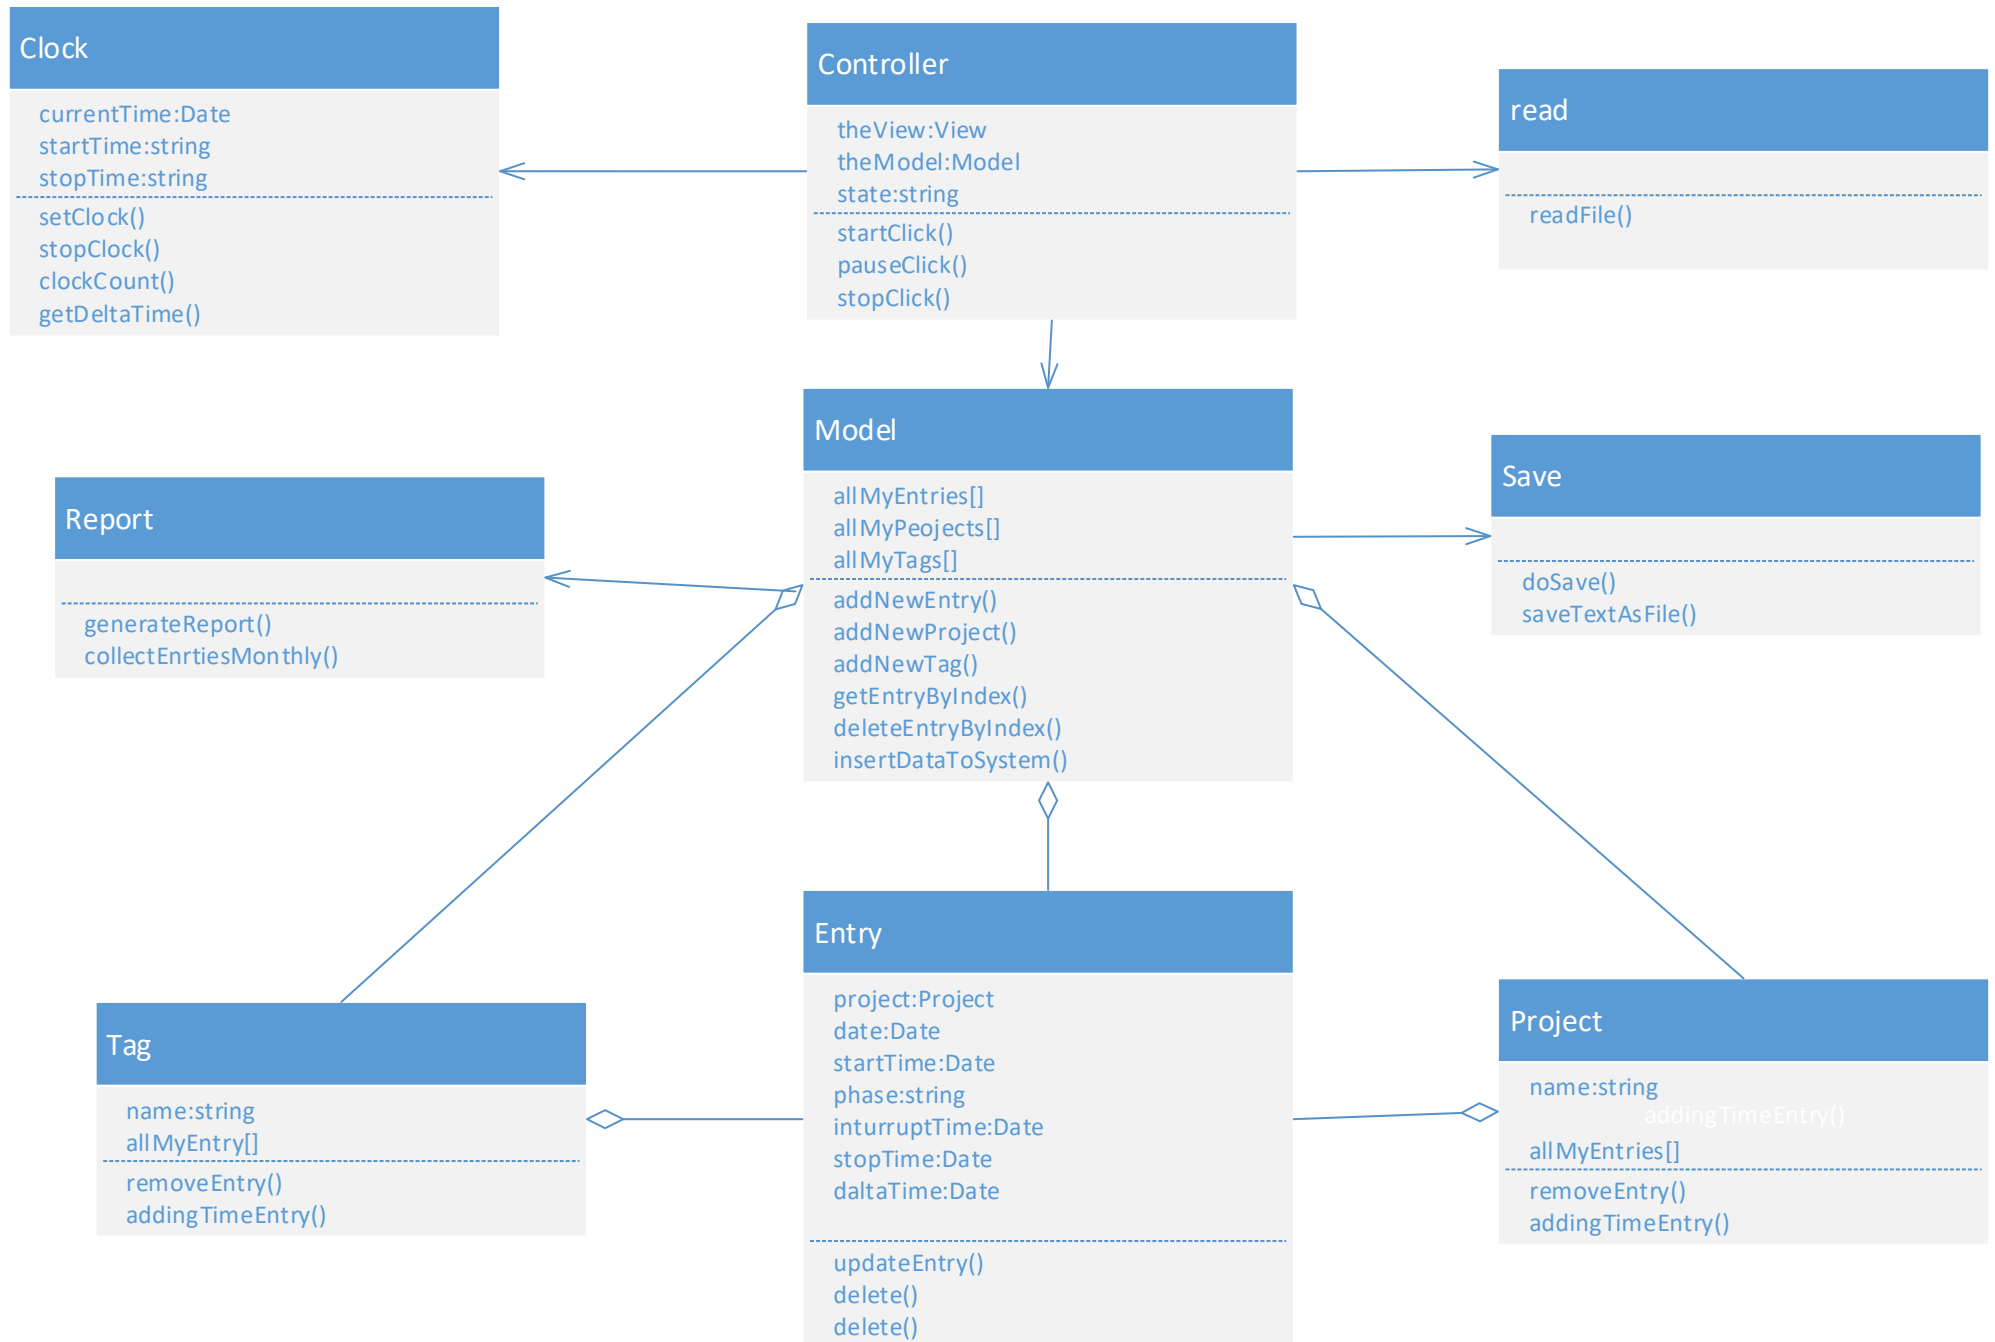 Clock
currentTime:Date
startTime:string
stopTime:string
setClock()
stopClock()
clockCount()
getDeltaTime()
Controller
theView:View
theModel:Model
state:string
startClick()
pauseClick()
stopClick()
read
readFile()
Model
allMyEntries[]
allMyPeojects[]
allMyTags[]
addNewEntry()
addNewProject()
addNewTag()
getEntryByIndex()
deleteEntryByIndex()
insertDataToSystem()
Report
generateReport()
collectEnrtiesMonthly()
Save
doSave()
saveTextAsFile()
Entry
project:Project
date:Date
startTime:Date
phase:string
inturruptTime:Date
stopTime:Date
daltaTime:Date
updateEntry()
delete()
delete()
Tag
name:string
allMyEntry[]
removeEntry()
addingTimeEntry()
Project
name:string
addingTimeEntry()
allMyEntries[]
removeEntry()
addingTimeEntry()